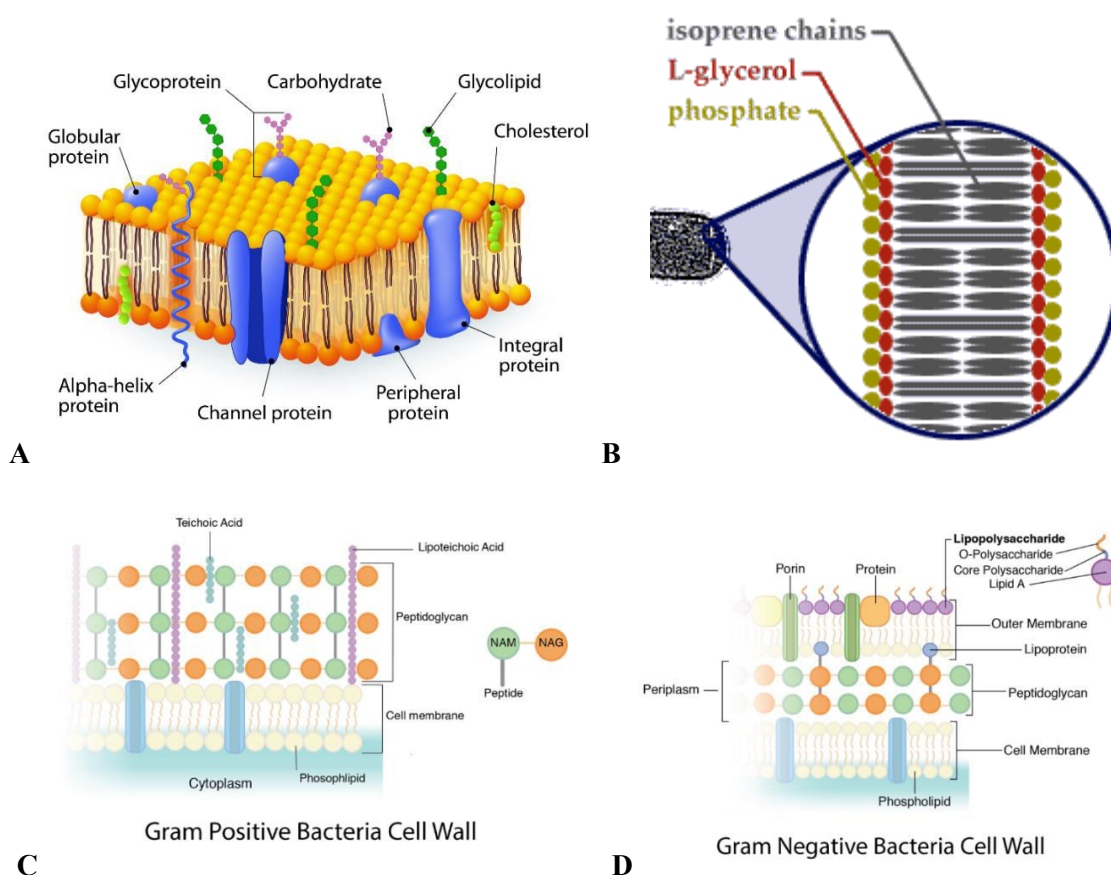 Glycoprotein
Carbohydrate
Glycolipid
Cholesterol
Globular
protein
Integral
protein
Alpha-helix
protein
Channel protein
Peripheral
protein
A
isoprene chains
L-glycerol
phosphate
B
Teichoic Acid
Lipoteichoic Acid
Peptidoglycan
NAM
NAG
Peptide
Cell membrane
Cytoplasm
Phosophlipid
Gram Positive Bacteria Cell Wall
C
Lipopolysaccharide
O-Polysaccharide
Core Polysaccharide
Lipid A
Porin
Protein
Outer Membrane
Lipoprotein
Periplasm
Peptidoglycan
Cell Membrane
Phospholipid
Gram Negative Bacteria Cell Wall
D